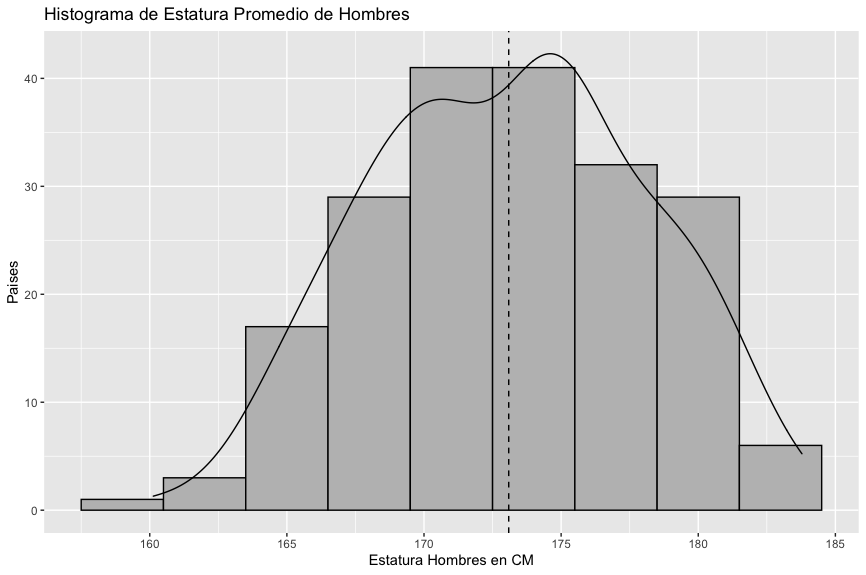 Histograma de Estatura Promedio de Hombres
40
30
20
10
0
Paises
160 165 170 175 180 185
Estatura Hombres en CM